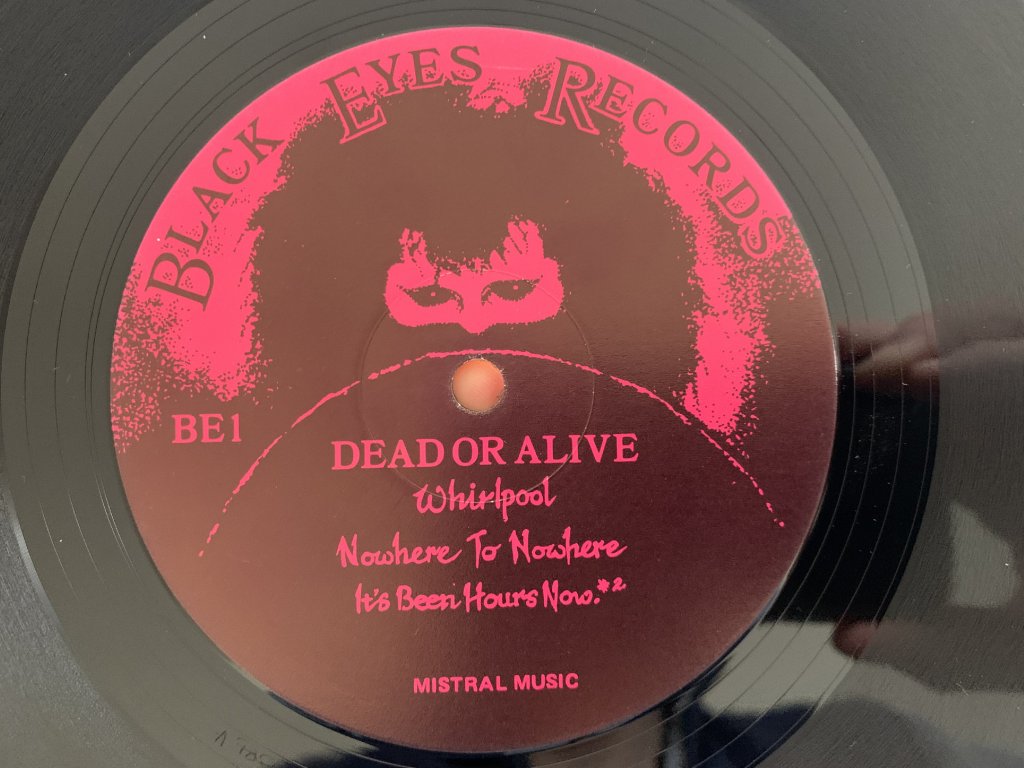 BLACK EYES RECORDS
BE1
DEAD OR ALIVE
Whirlpool
Nowhere To Nowhere
It's Been Hours Now.*2
MISTRAL MUSIC